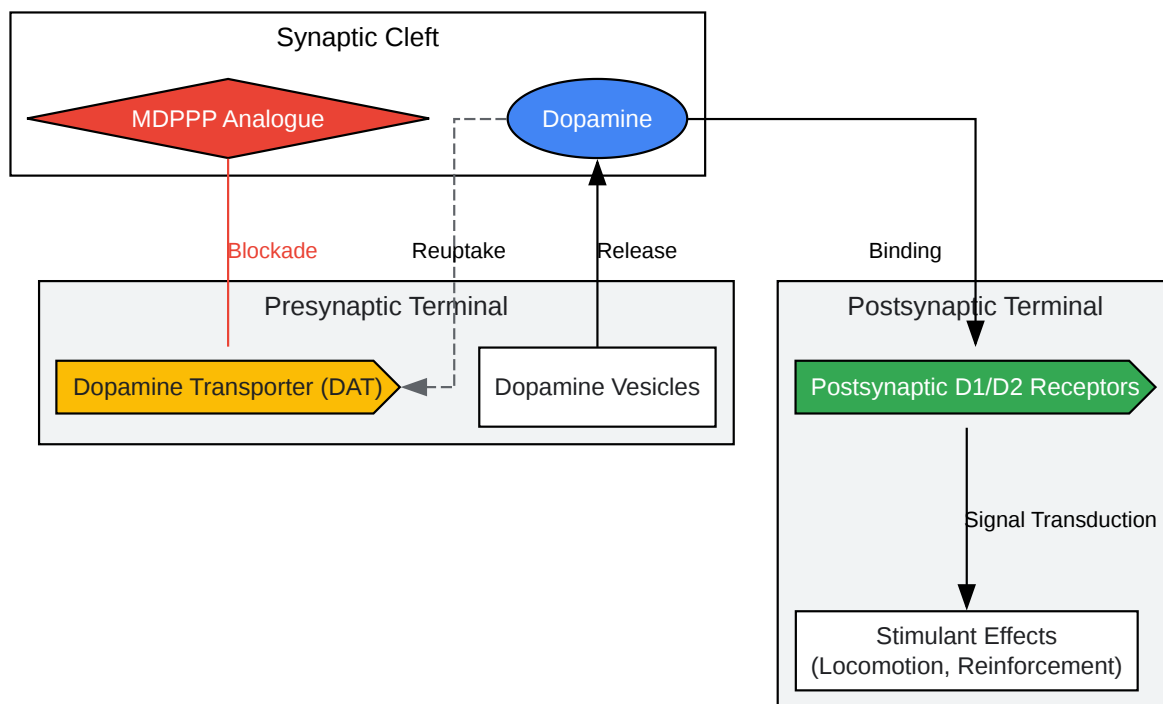 Synaptic Cleft
MDPPP Analogue
Dopamine
Blockade
Reuptake
Release
Binding
Presynaptic Terminal
Postsynaptic Terminal
Dopamine Transporter (DAT)
Dopamine Vesicles
Postsynaptic D1/D2 Receptors
Signal Transduction
Stimulant Effects
(Locomotion, Reinforcement)